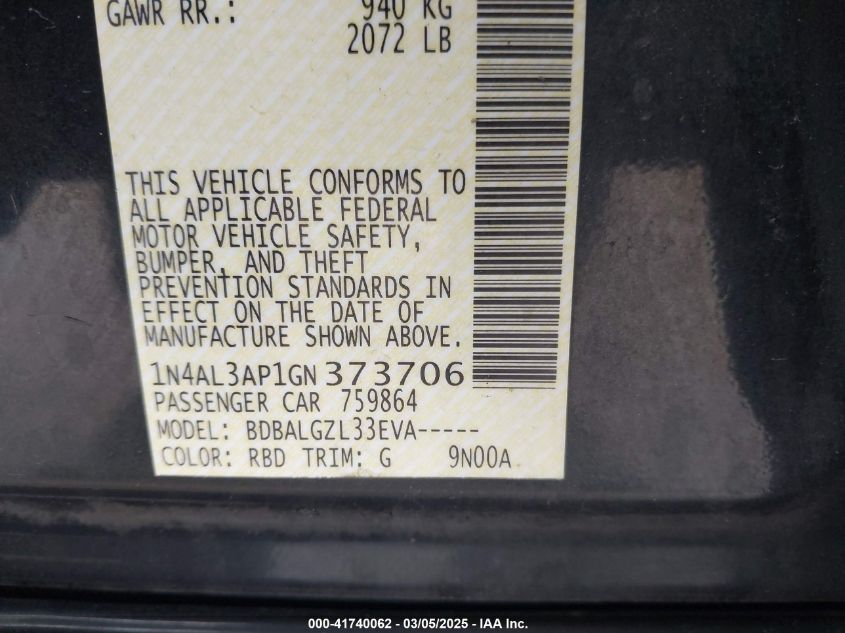 GAWR RR.: 940 KG
2072 LB
THIS VEHICLE CONFORMS TO
ALL APPLICABLE FEDERAL
MOTOR VEHICLE SAFETY,
BUMPER, AND THEFT
PREVENTION STANDARDS IN
EFFECT ON THE DATE OF
MANUFACTURE SHOWN ABOVE.
1N4AL3AP1GN373706
PASSENGER CAR 759864
MODEL: BDBALGZL33EVA-----
COLOR: RBD TRIM: G 9N00A
000-41740062 - 03/05/2025 - IAA Inc.